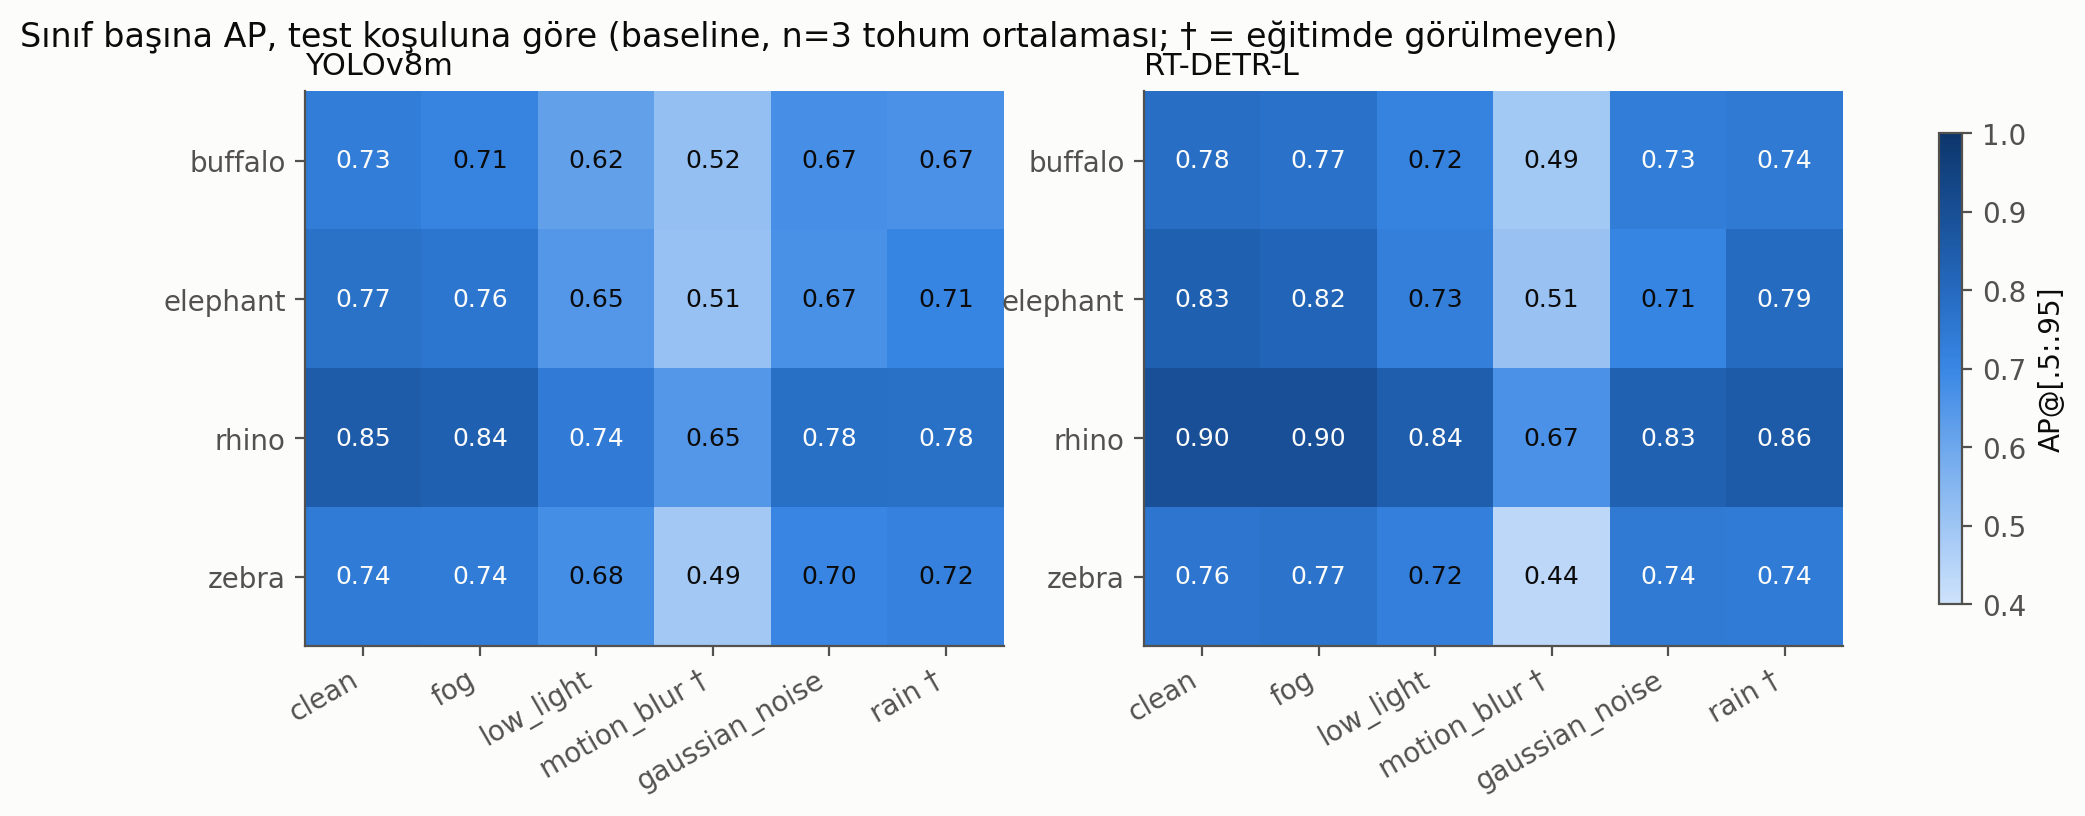 Sınıf başına AP, test koşuluna göre (baseline, n=3 tohum ortalaması; † = eğitimde görülmeyen)
YOLOv8m
buffalo 0.73 0.71 0.62 0.52 0.67 0.67
elephant 0.77 0.76 0.65 0.51 0.67 0.71
rhino 0.85 0.84 0.74 0.65 0.78 0.78
zebra 0.74 0.74 0.68 0.49 0.70 0.72
clean fog low_light motion_blur † gaussian_noise rain †
RT-DETR-L
buffalo 0.78 0.77 0.72 0.49 0.73 0.74
elephant 0.83 0.82 0.73 0.51 0.71 0.79
rhino 0.90 0.90 0.84 0.67 0.83 0.86
zebra 0.76 0.77 0.72 0.44 0.74 0.74
clean fog low_light motion_blur † gaussian_noise rain †
1.0
0.9
0.8
0.7
0.6
0.5
0.4
AP@[.5:.95]